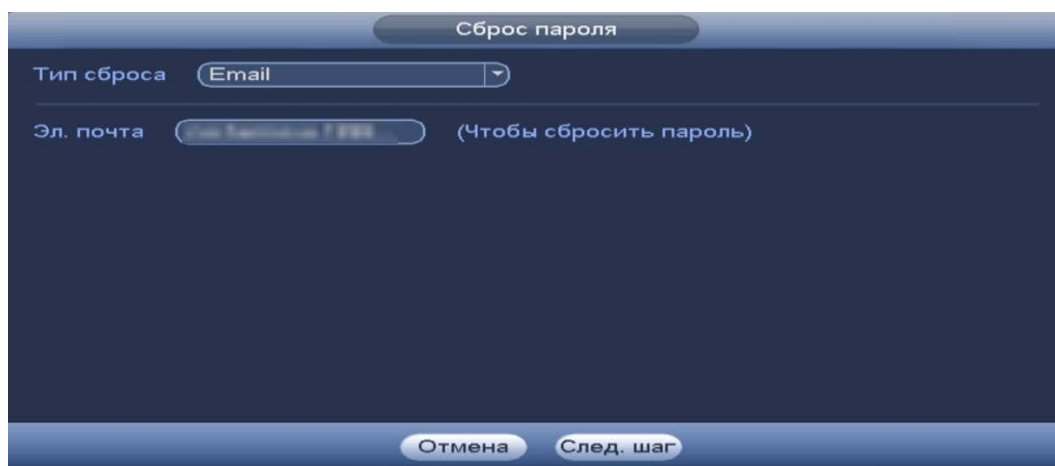 Сброс пароля
Тип сброса Email
Эл. почта (Чтобы сбросить пароль)
Отмена След. шаг